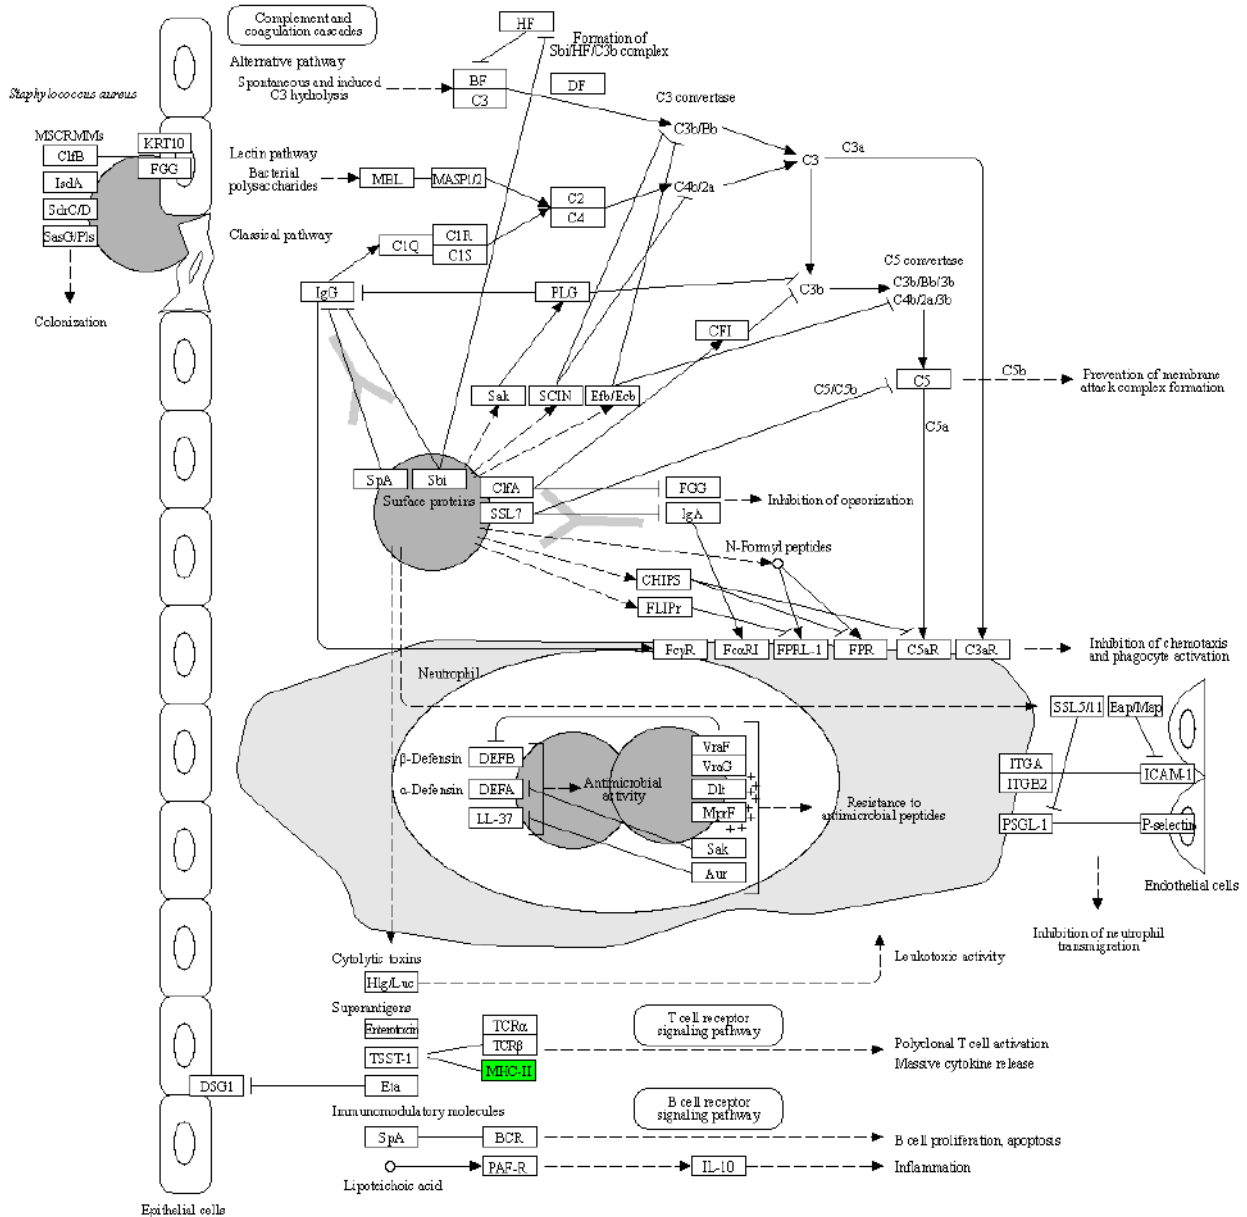 Complement and
coagulation cascades
HF
Formation of
Sbi/HF/C3b complex
Alternative pathway
Spontaneous and induced
C3 hydolysis
BF
C3
DF
Staphylococcus aureus
MSCRMMs
ClfB
IsdA
SdrC/D
SasG/Pls
KRT10
FGG
Colonization
C3 convertase
C3b/Bb
C3
C3a
Lectin pathway
Bacterial
polysaccharides
MBL
MASP1/2
C2
C4
C4b/2a
Classical pathway
C1Q
C1R
C1S
IgG
PLG
C3b
C5 convertase
C3b/Bb/3b
C4b/2a/3b
CFI
C5/C5b
C5
C5b
Prevention of membrane
attack complex formation
C5a
Sak
SCIN
Efb/Ecb
SpA
Sbi
Surface proteins
ClfA
SSL7
FGG
IgA
Inhibition of opsorization
N-Formyl peptides
CHIPS
FLIPr
FcγR
FcαRI
FPRL-1
FPR
C5aR
C3aR
Inhibition of chemotaxis
and phagocyte activation
Neutrophil
SSL5/11
Eap/Map
β-Defensin
DEFB
α-Defensin
DEFA
LL-37
Antimicrobial
activity
VraF
VraG
Dlt
MprF
Sak
Aur
+
+
+
+
+
+
+
+
Resistance to
antimicrobial peptides
ITGA
ITGB2
ICAM-1
PSGL-1
P-selectin
Endothelial cells
Inhibition of neutrophil
transmigration
Cytolytic toxins
Hlg/Luc
Leukotoxic activity
Superantigens
Enterotoxin
TSST-1
TCRα
TCRβ
MHC-II
T cell receptor
signaling pathway
Polyclonal T cell activation
Massive cytokine release
DSG1
Eta
Immunomodulatory molecules
B cell receptor
signaling pathway
SpA
BCR
B cell proliferation, apoptosis
PAF-R
IL-10
Inflammation
Lipoteichoic acid
Epithelial cells